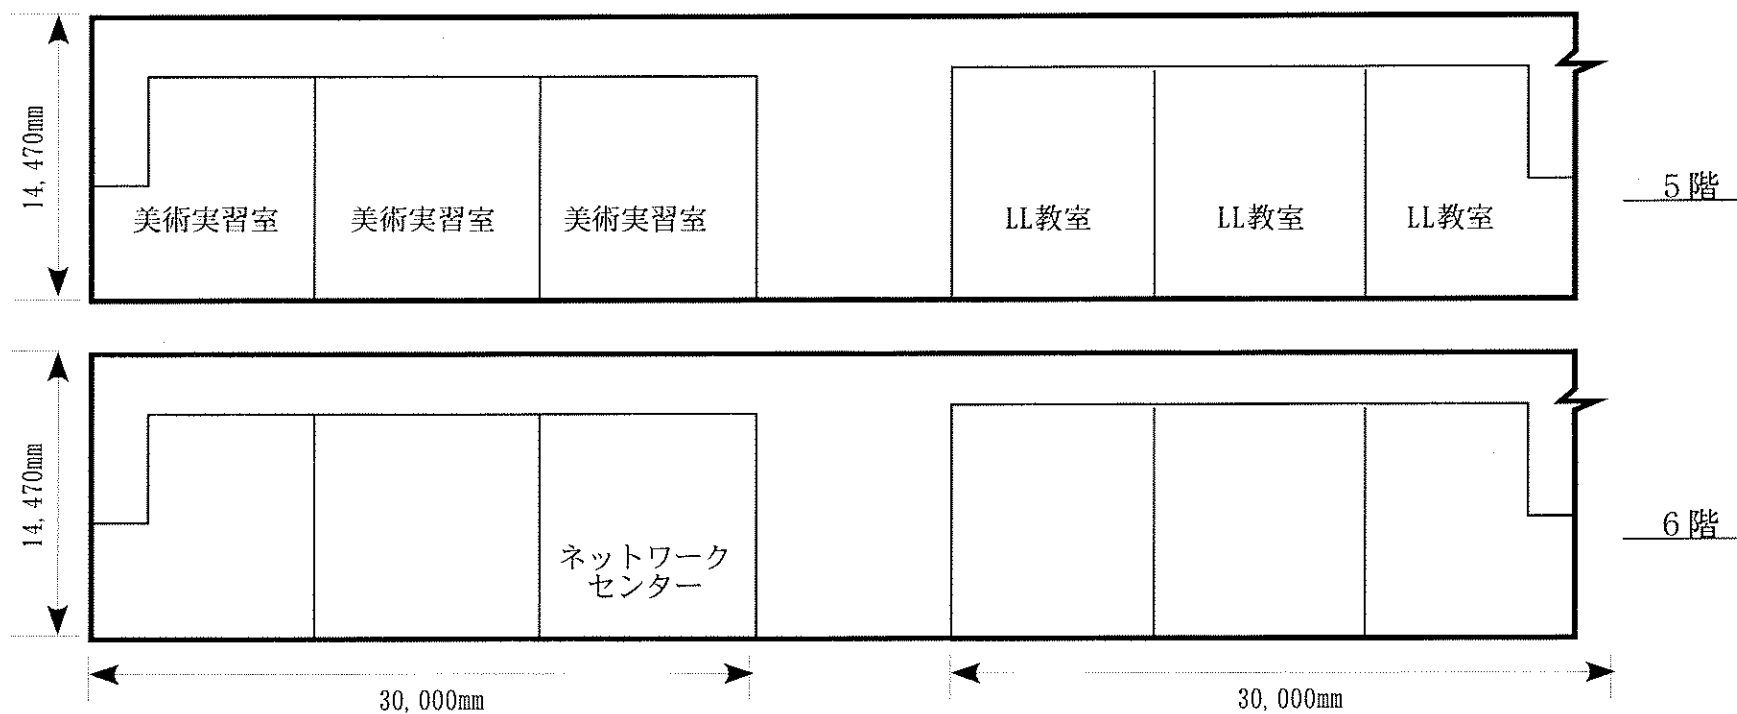 14,470mm
美術実習室
美術実習室
美術実習室
LL教室
LL教室
LL教室
5階
14,470mm
ネットワーク
センター
6階
30,000mm
30,000mm